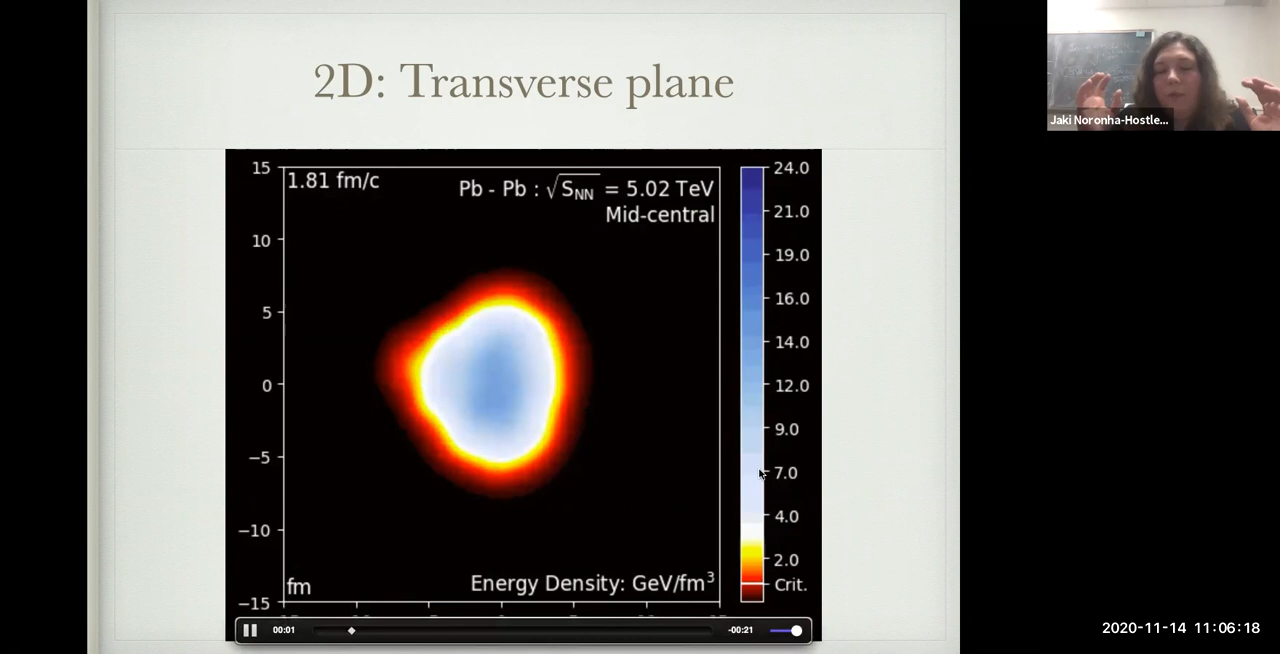 2D: Transverse plane
Jaki Noronha-Hostle...
1.81 fm/c
Pb - Pb : √S_NN = 5.02 TeV
Mid-central
15
10
5
0
−5
−10
−15
24.0
21.0
19.0
16.0
14.0
12.0
9.0
7.0
4.0
2.0
Crit.
fm
Energy Density: GeV/fm³
00:01
-00:21
2020-11-14 11:06:18